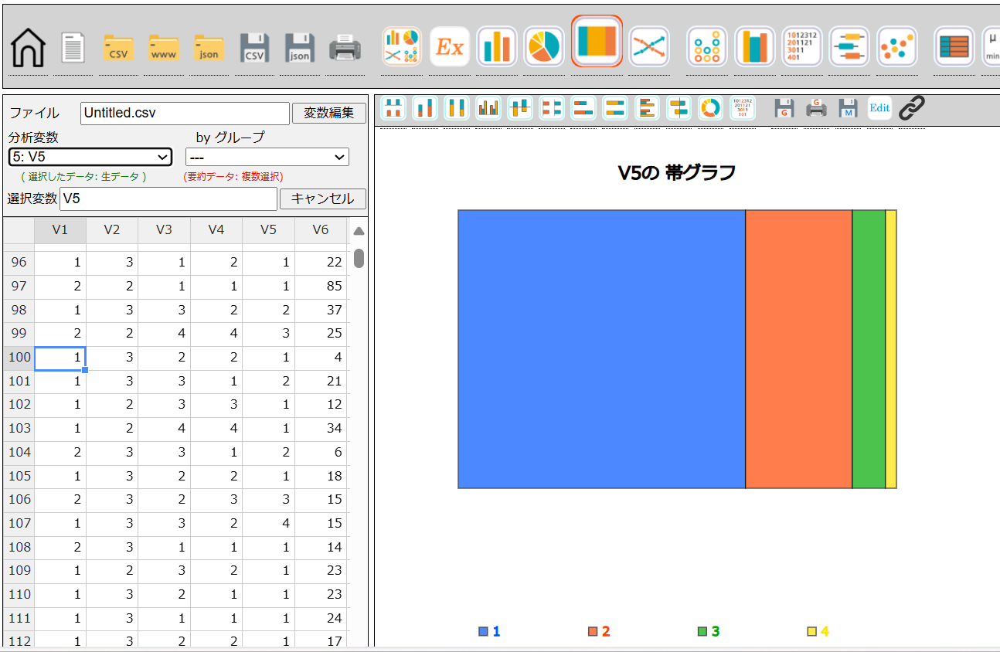 CSV www json CSV json Ex 1012312 μ
201121 min
3011
401
ファイル Untitled.csv 変数編集
分析変数 by グループ
5: V5 ---
( 選択したデータ: 生データ ) (要約データ: 複数選択)
選択変数 V5 キャンセル
V1 V2 V3 V4 V5 V6
96 1 3 1 2 1 22
97 2 2 1 1 1 85
98 1 3 3 2 2 37
99 2 2 4 4 3 25
100 1 3 2 2 1 4
101 1 3 3 1 2 21
102 1 2 3 3 1 12
103 1 2 4 4 1 34
104 2 3 3 1 2 6
105 1 3 2 2 1 18
106 2 3 2 3 3 15
107 1 3 3 2 4 15
108 2 3 1 1 1 14
109 1 2 3 2 1 23
110 1 3 2 1 1 23
111 1 3 1 1 1 24
112 1 3 2 2 1 17
1012312 G G M Edit
201121
3011
101
V5の 帯グラフ
1 2 3 4